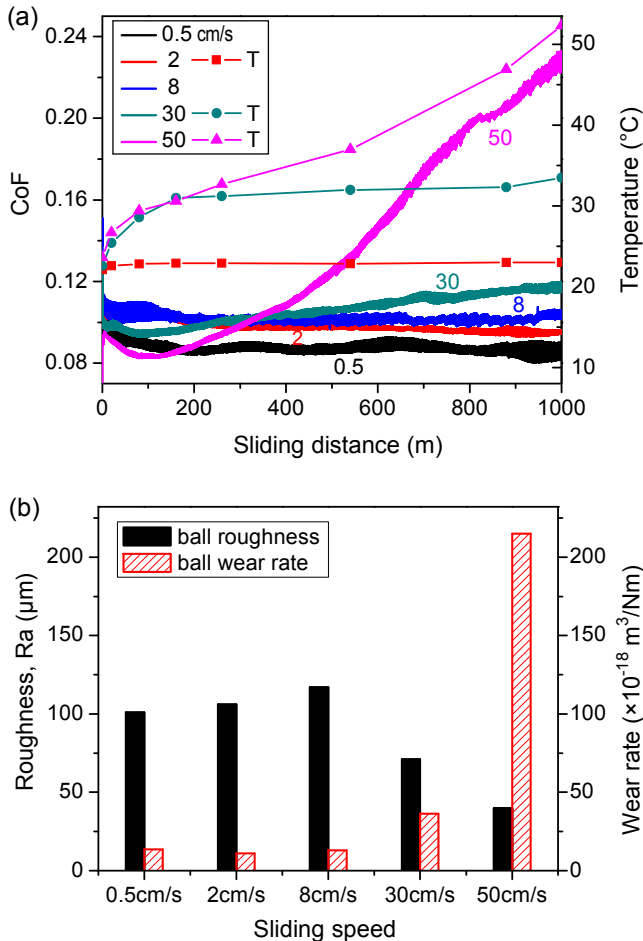 (a)
0.5 cm/s
2 T
8
30 T
50 T
CoF
0.24
0.20
0.16
0.12
0.08
Temperature (°C)
50
40
30
20
10
50
30
8
2
0.5
0 200 400 600 800 1000
Sliding distance (m)
(b)
ball roughness
ball wear rate
Roughness, Ra (μm)
200
150
100
50
0
Wear rate (×10⁻¹⁸ m³/Nm)
200
150
100
50
0
0.5cm/s 2cm/s 8cm/s 30cm/s 50cm/s
Sliding speed